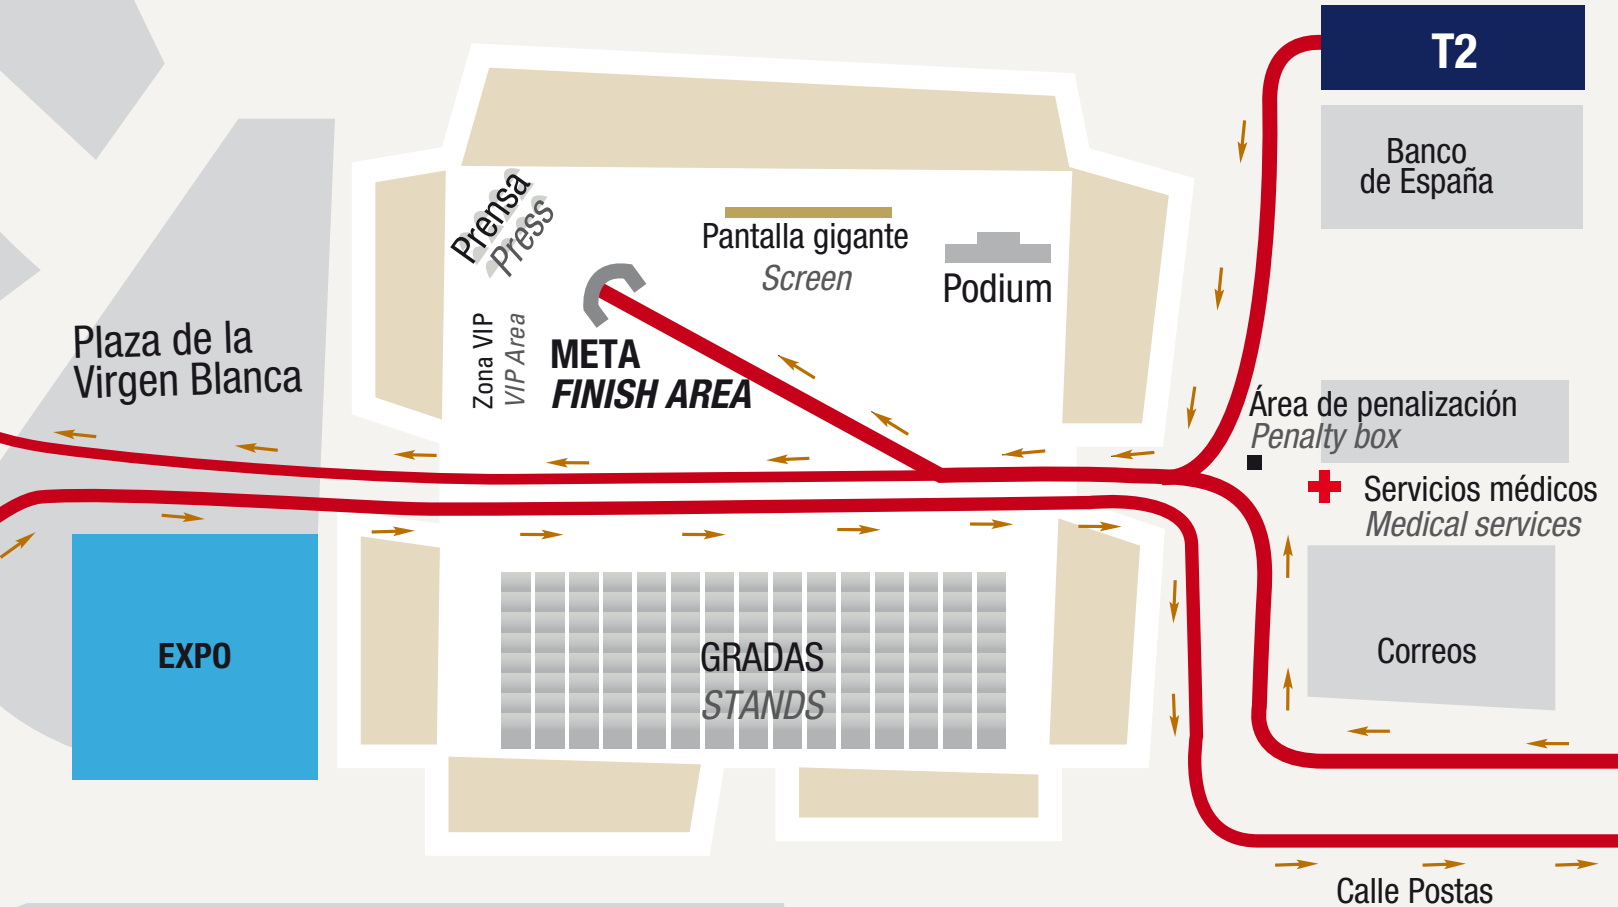 T2
Banco
de España
Prensa
Press
Pantalla gigante
Screen
Podium
Zona VIP
VIP Area
META
FINISH AREA
Plaza de la
Virgen Blanca
Área de penalización
Penalty box
Servicios médicos
Medical services
EXPO
GRADAS
STANDS
Correos
Calle Postas